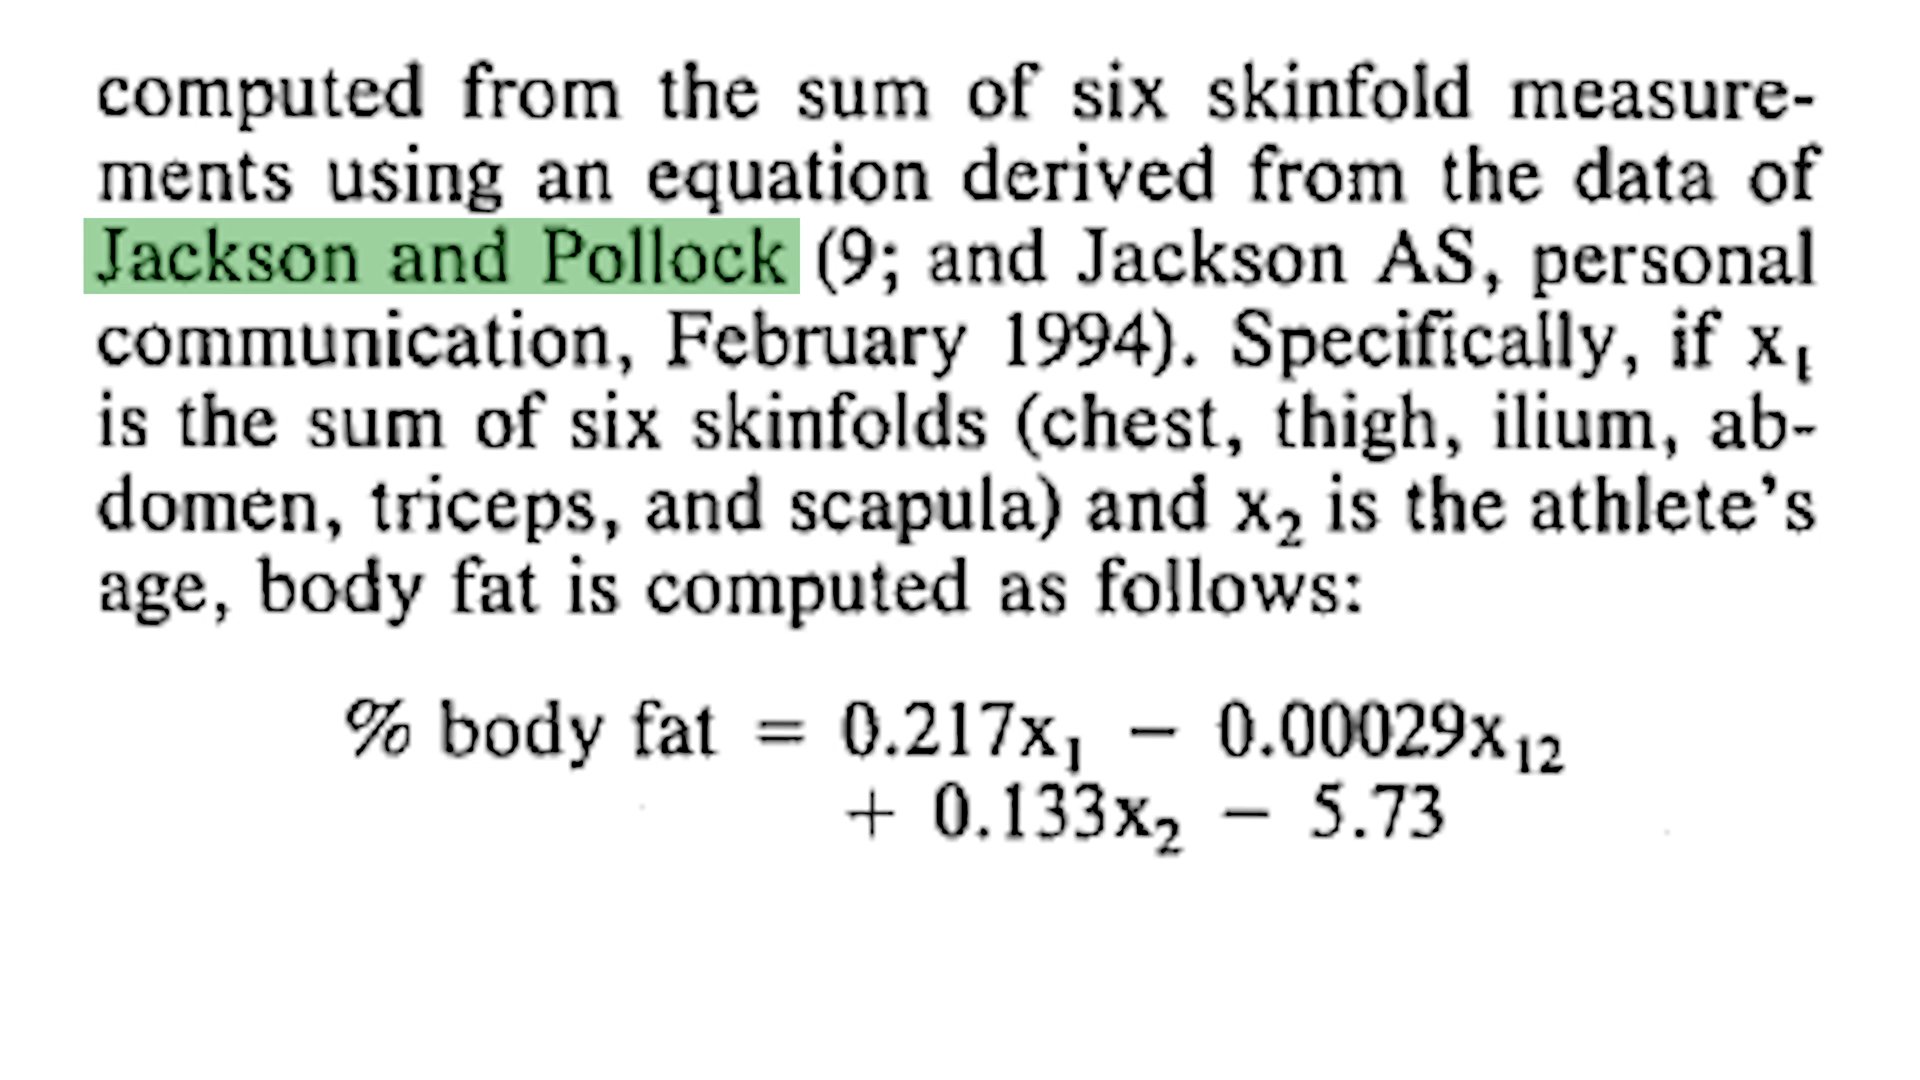 computed from the sum of six skinfold measure-
ments using an equation derived from the data of
Jackson and Pollock (9; and Jackson AS, personal
communication, February 1994). Specifically, if x₁
is the sum of six skinfolds (chest, thigh, ilium, ab-
domen, triceps, and scapula) and x₂ is the athlete's
age, body fat is computed as follows:
% body fat = 0.217x₁ − 0.00029x₁₂
+ 0.133x₂ − 5.73